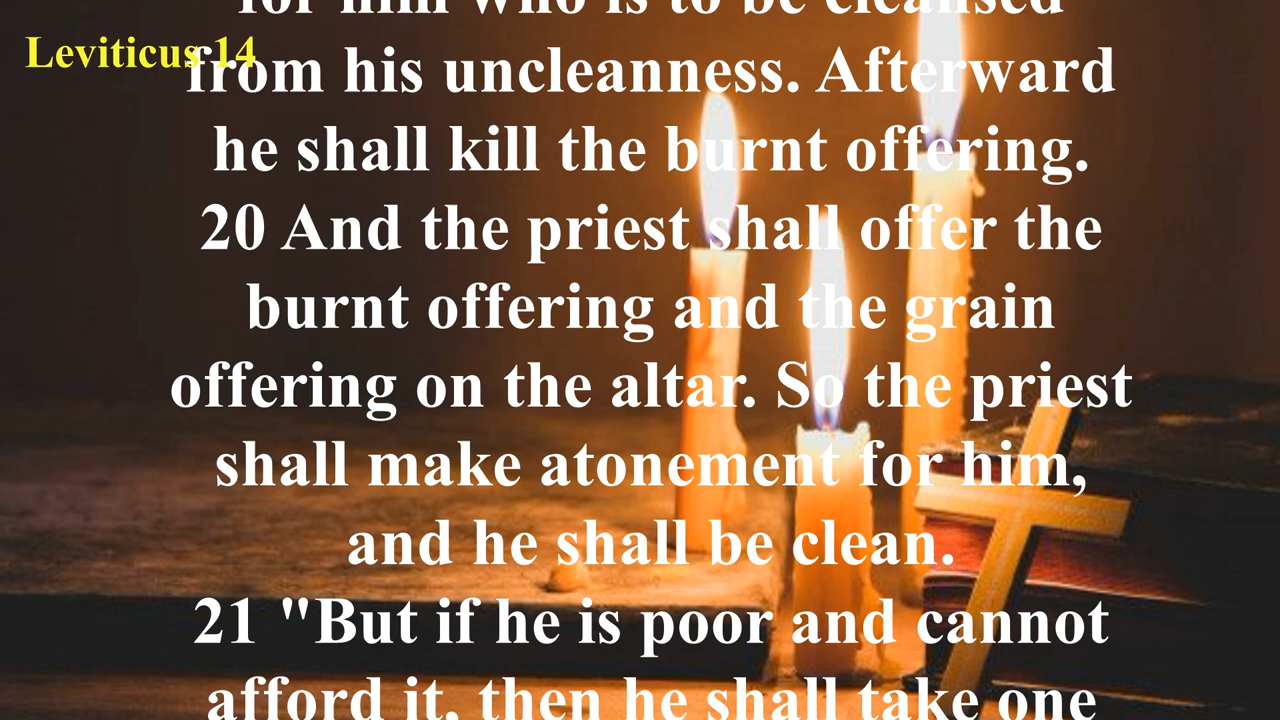 for him who is to be cleansed
Leviticus 14
from his uncleanness. Afterward
he shall kill the burnt offering.
20 And the priest shall offer the
burnt offering and the grain
offering on the altar. So the priest
shall make atonement for him,
and he shall be clean.
21 "But if he is poor and cannot
afford it, then he shall take one